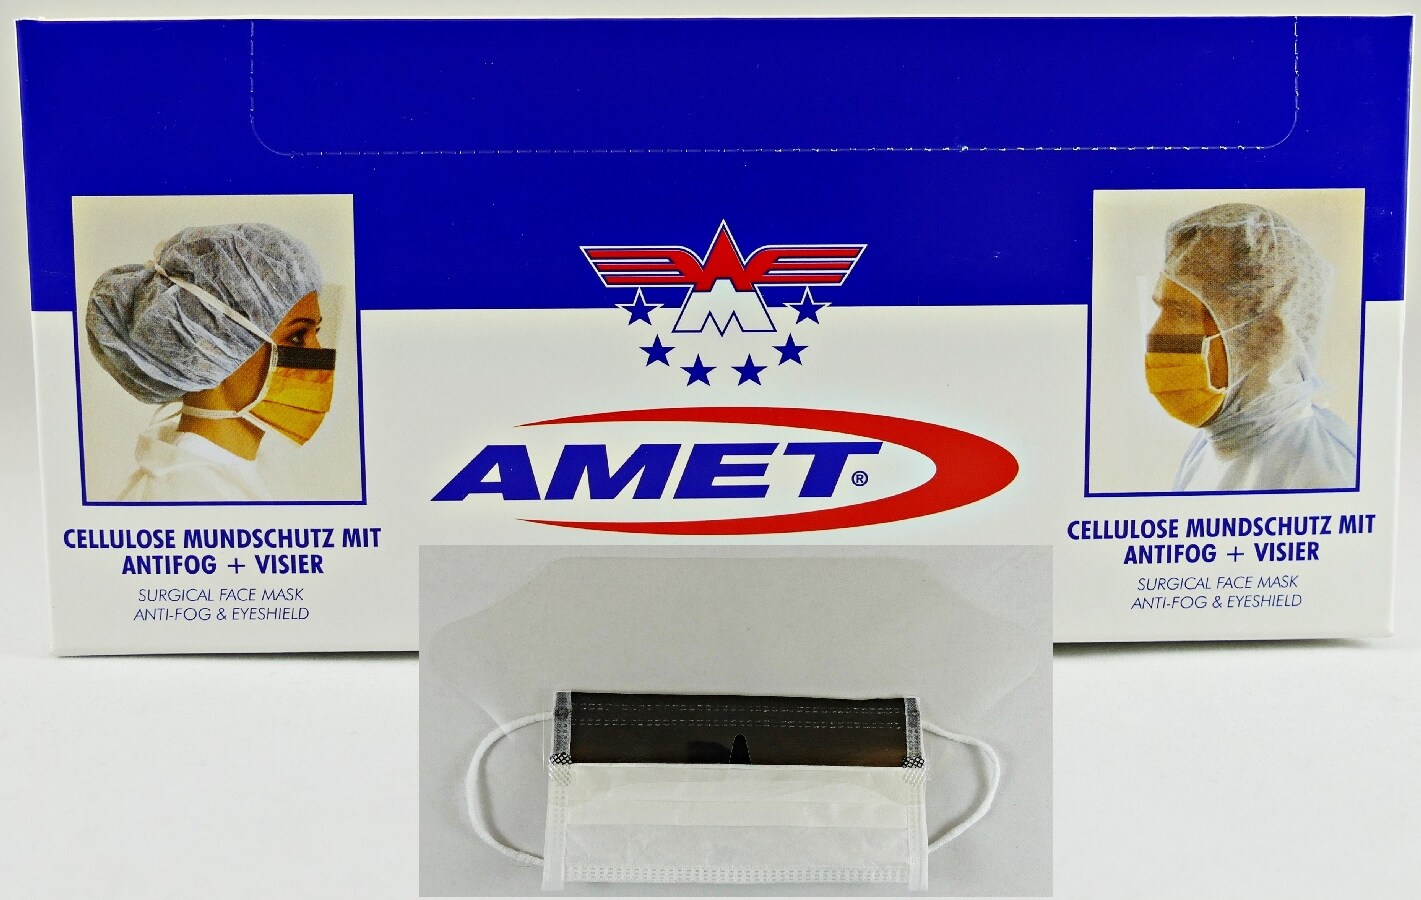 AMET®
CELLULOSE MUNDSCHUTZ MIT
ANTIFOG + VISIER
SURGICAL FACE MASK
ANTI-FOG & EYESHIELD
CELLULOSE MUNDSCHUTZ MIT
ANTIFOG + VISIER
SURGICAL FACE MASK
ANTI-FOG & EYESHIELD